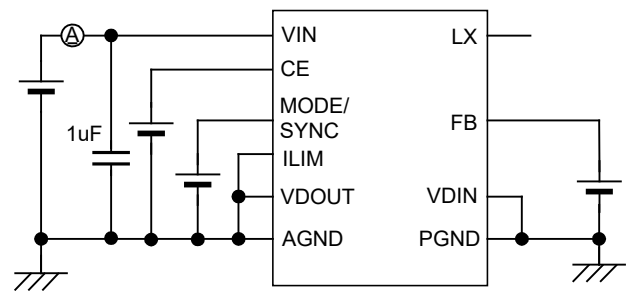 A
VIN
LX
CE
MODE/
SYNC
FB
1uF
ILIM
VDOUT
VDIN
AGND
PGND